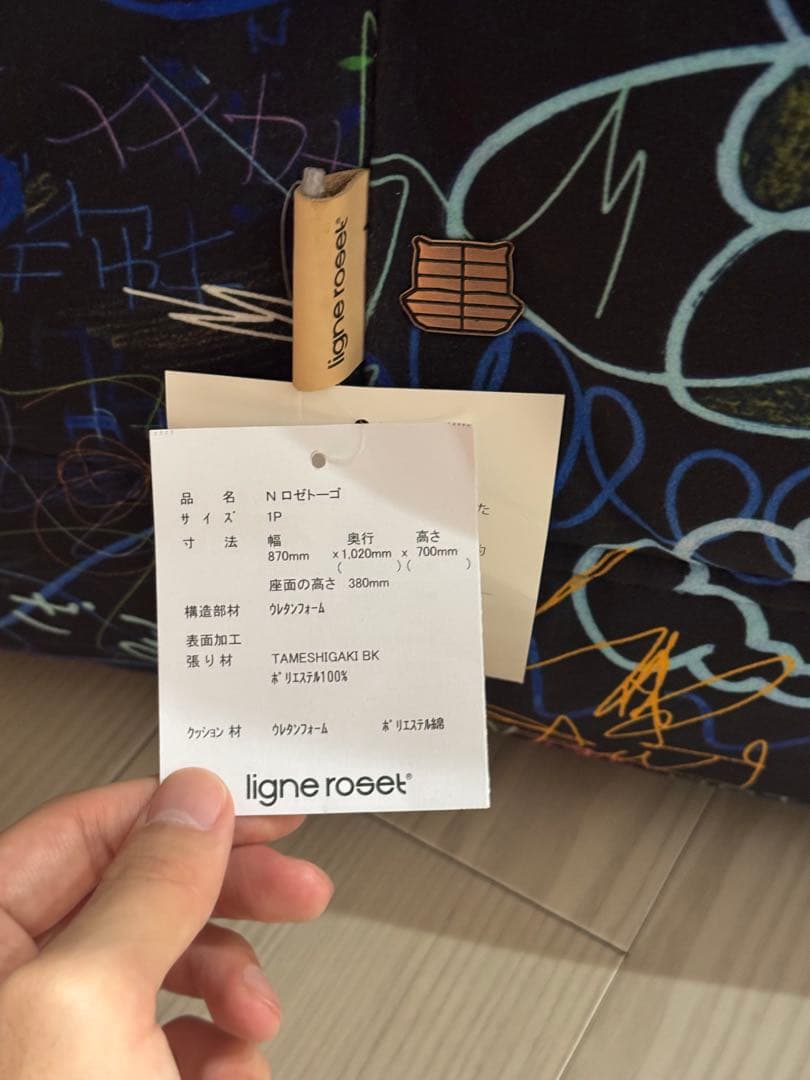 ligne roset®
品 名 N ロゼトーゴ
サイズ 1P
寸 法 幅 奥行 高さ
870mm x 1,020mm x 700mm
( ) ( )
座面の高さ 380mm
構造部材 ウレタンフォーム
表面加工
張り材 TAMESHIGAKI BK
ポリエステル100%
クッション材 ウレタンフォーム ポリエステル綿
ligne roset®
た